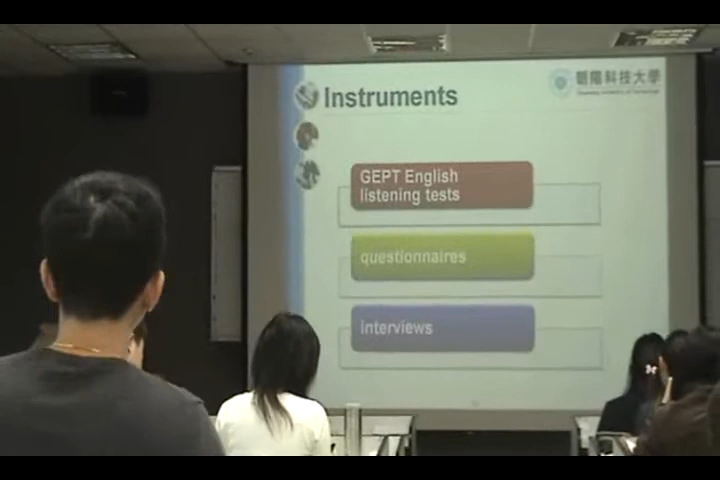 Instruments
朝陽科技大學
GEPT English
listening tests
questionnaires
interviews